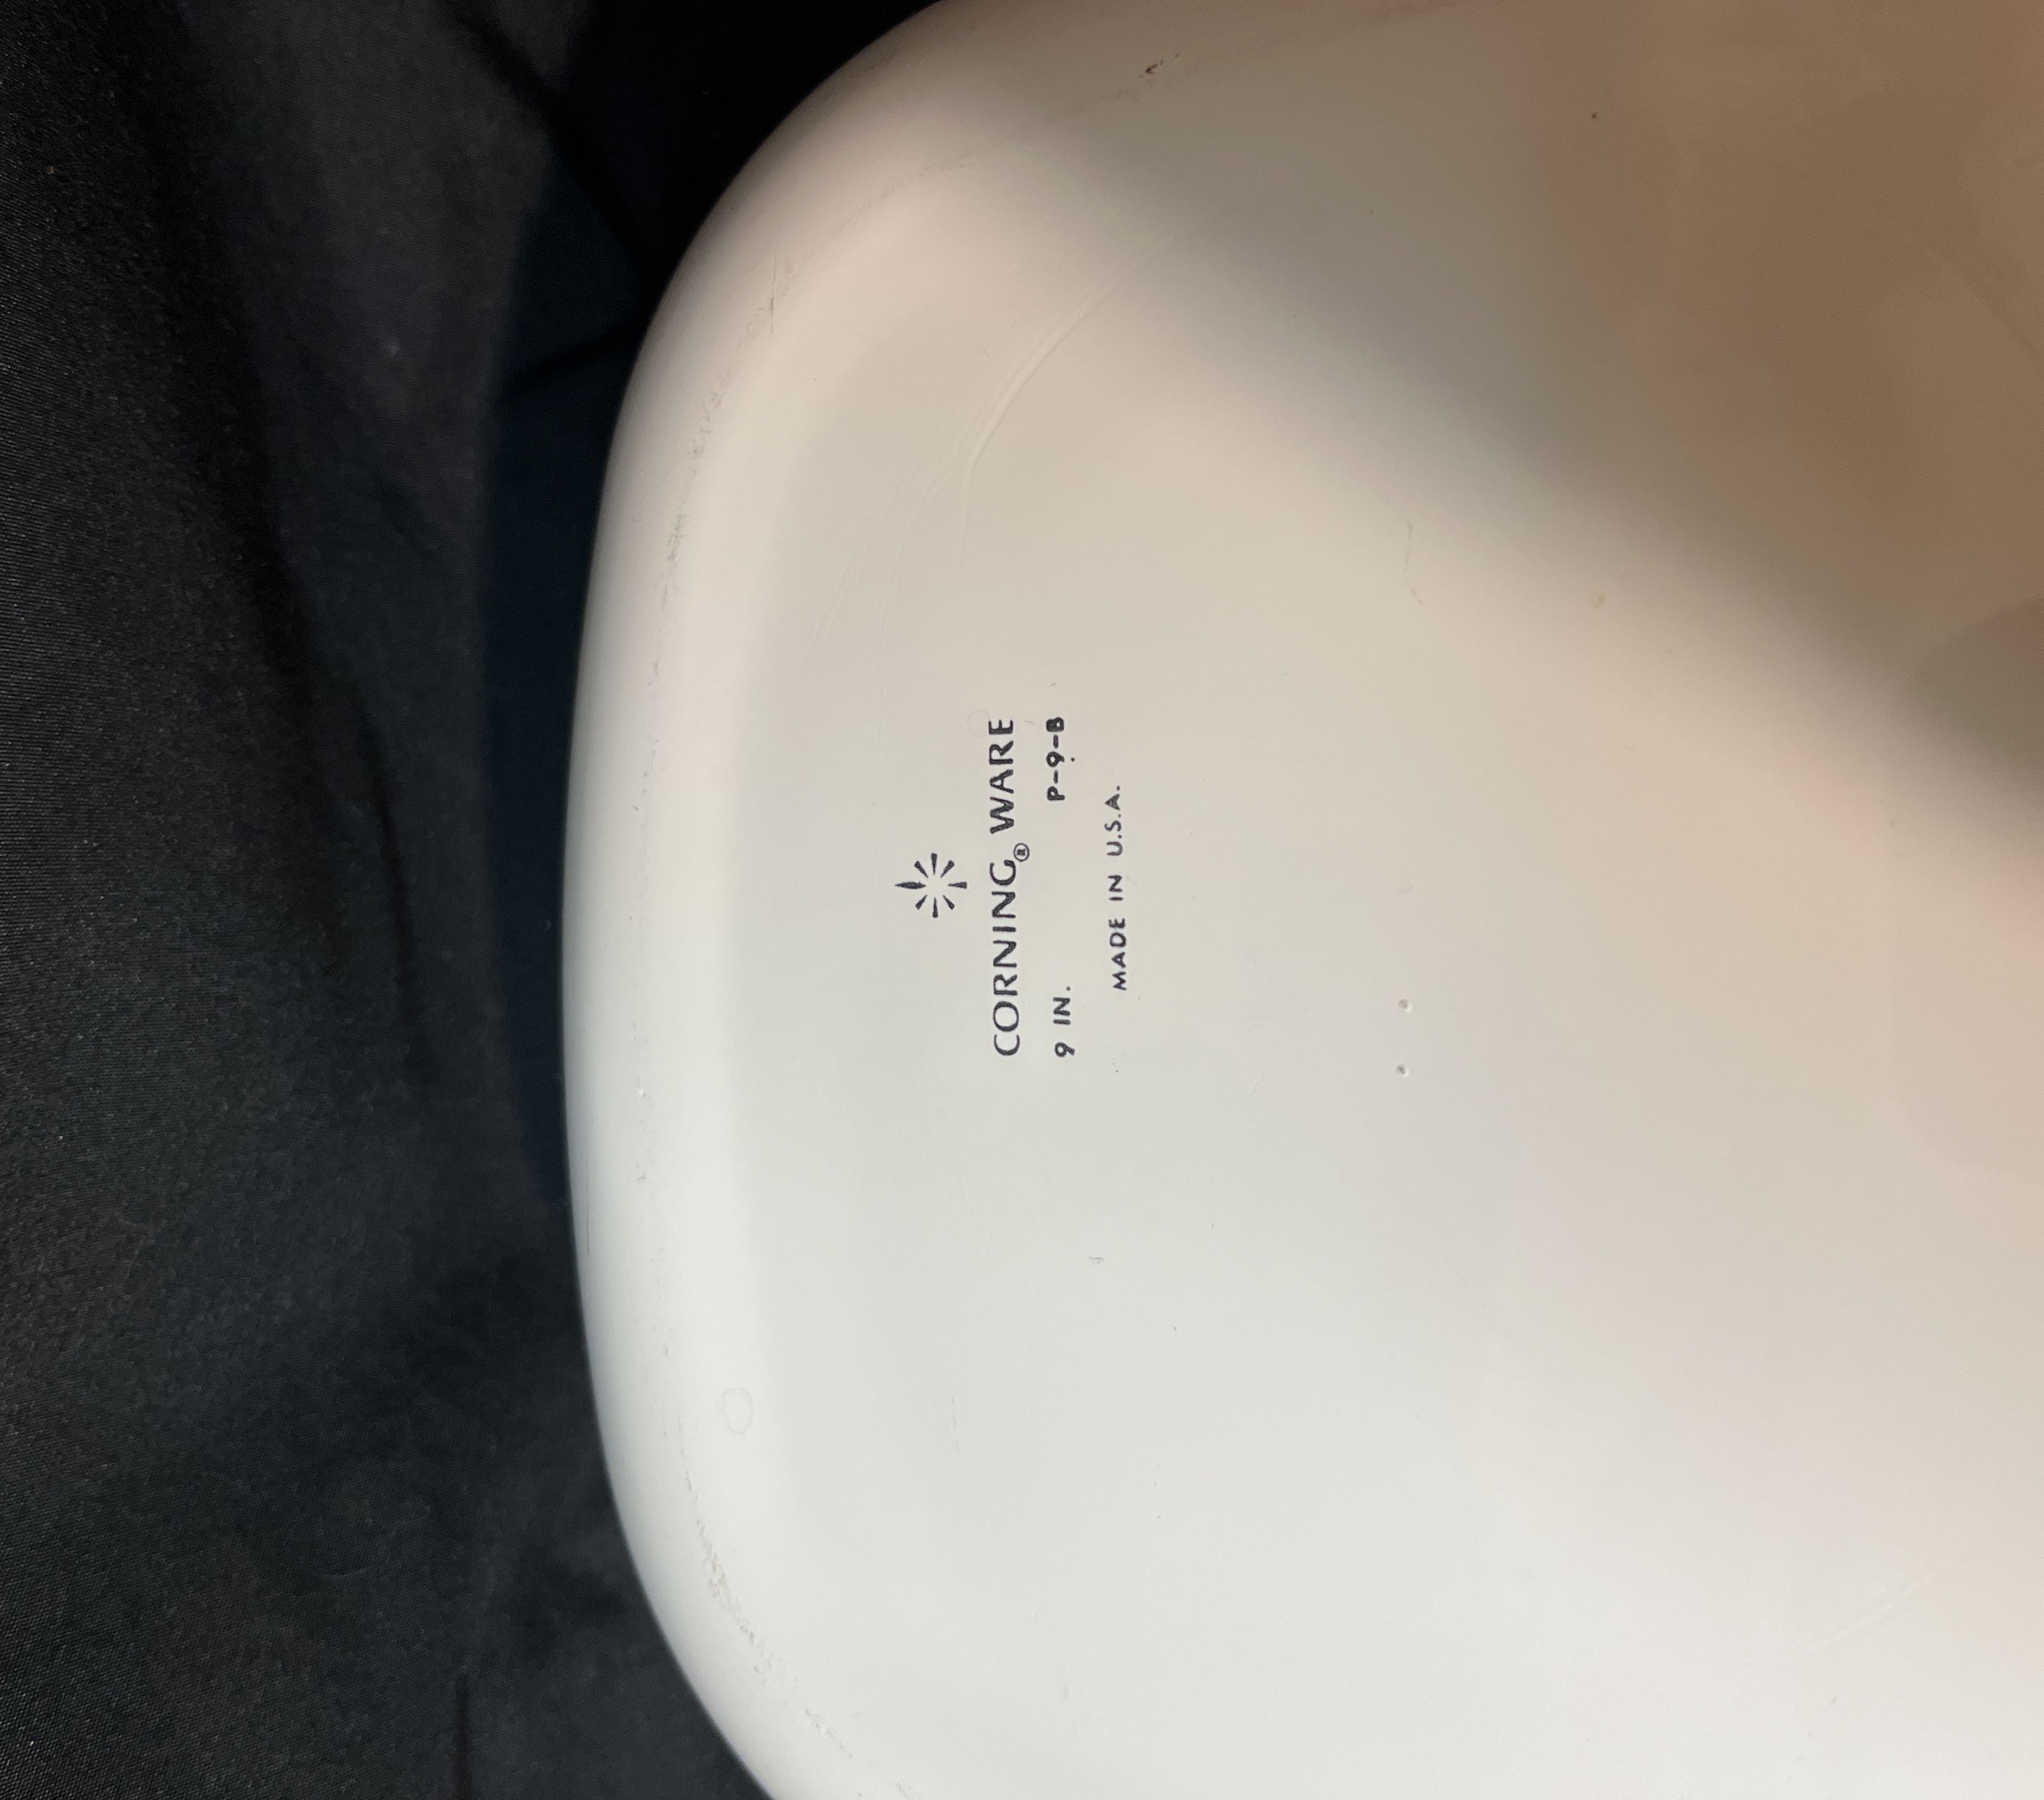 CORNING® WARE
9 IN. P-9-B
MADE IN U.S.A.